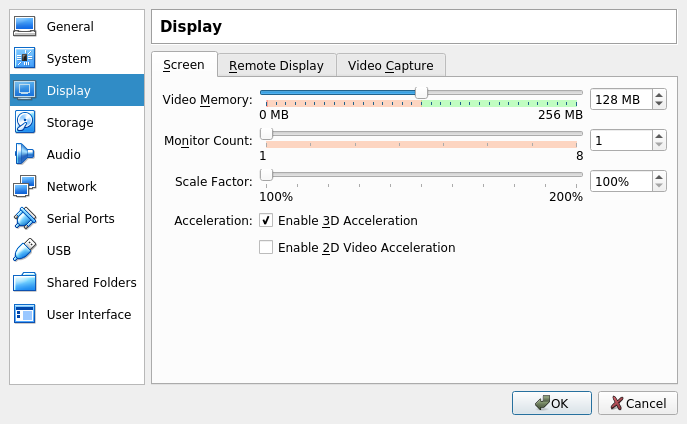 General
System
Display
Storage
Audio
Network
Serial Ports
USB
Shared Folders
User Interface
Display
Screen Remote Display Video Capture
Video Memory: 128 MB
0 MB 256 MB
Monitor Count: 1
1 8
Scale Factor: 100%
100% 200%
Acceleration: Enable 3D Acceleration
Enable 2D Video Acceleration
OK Cancel